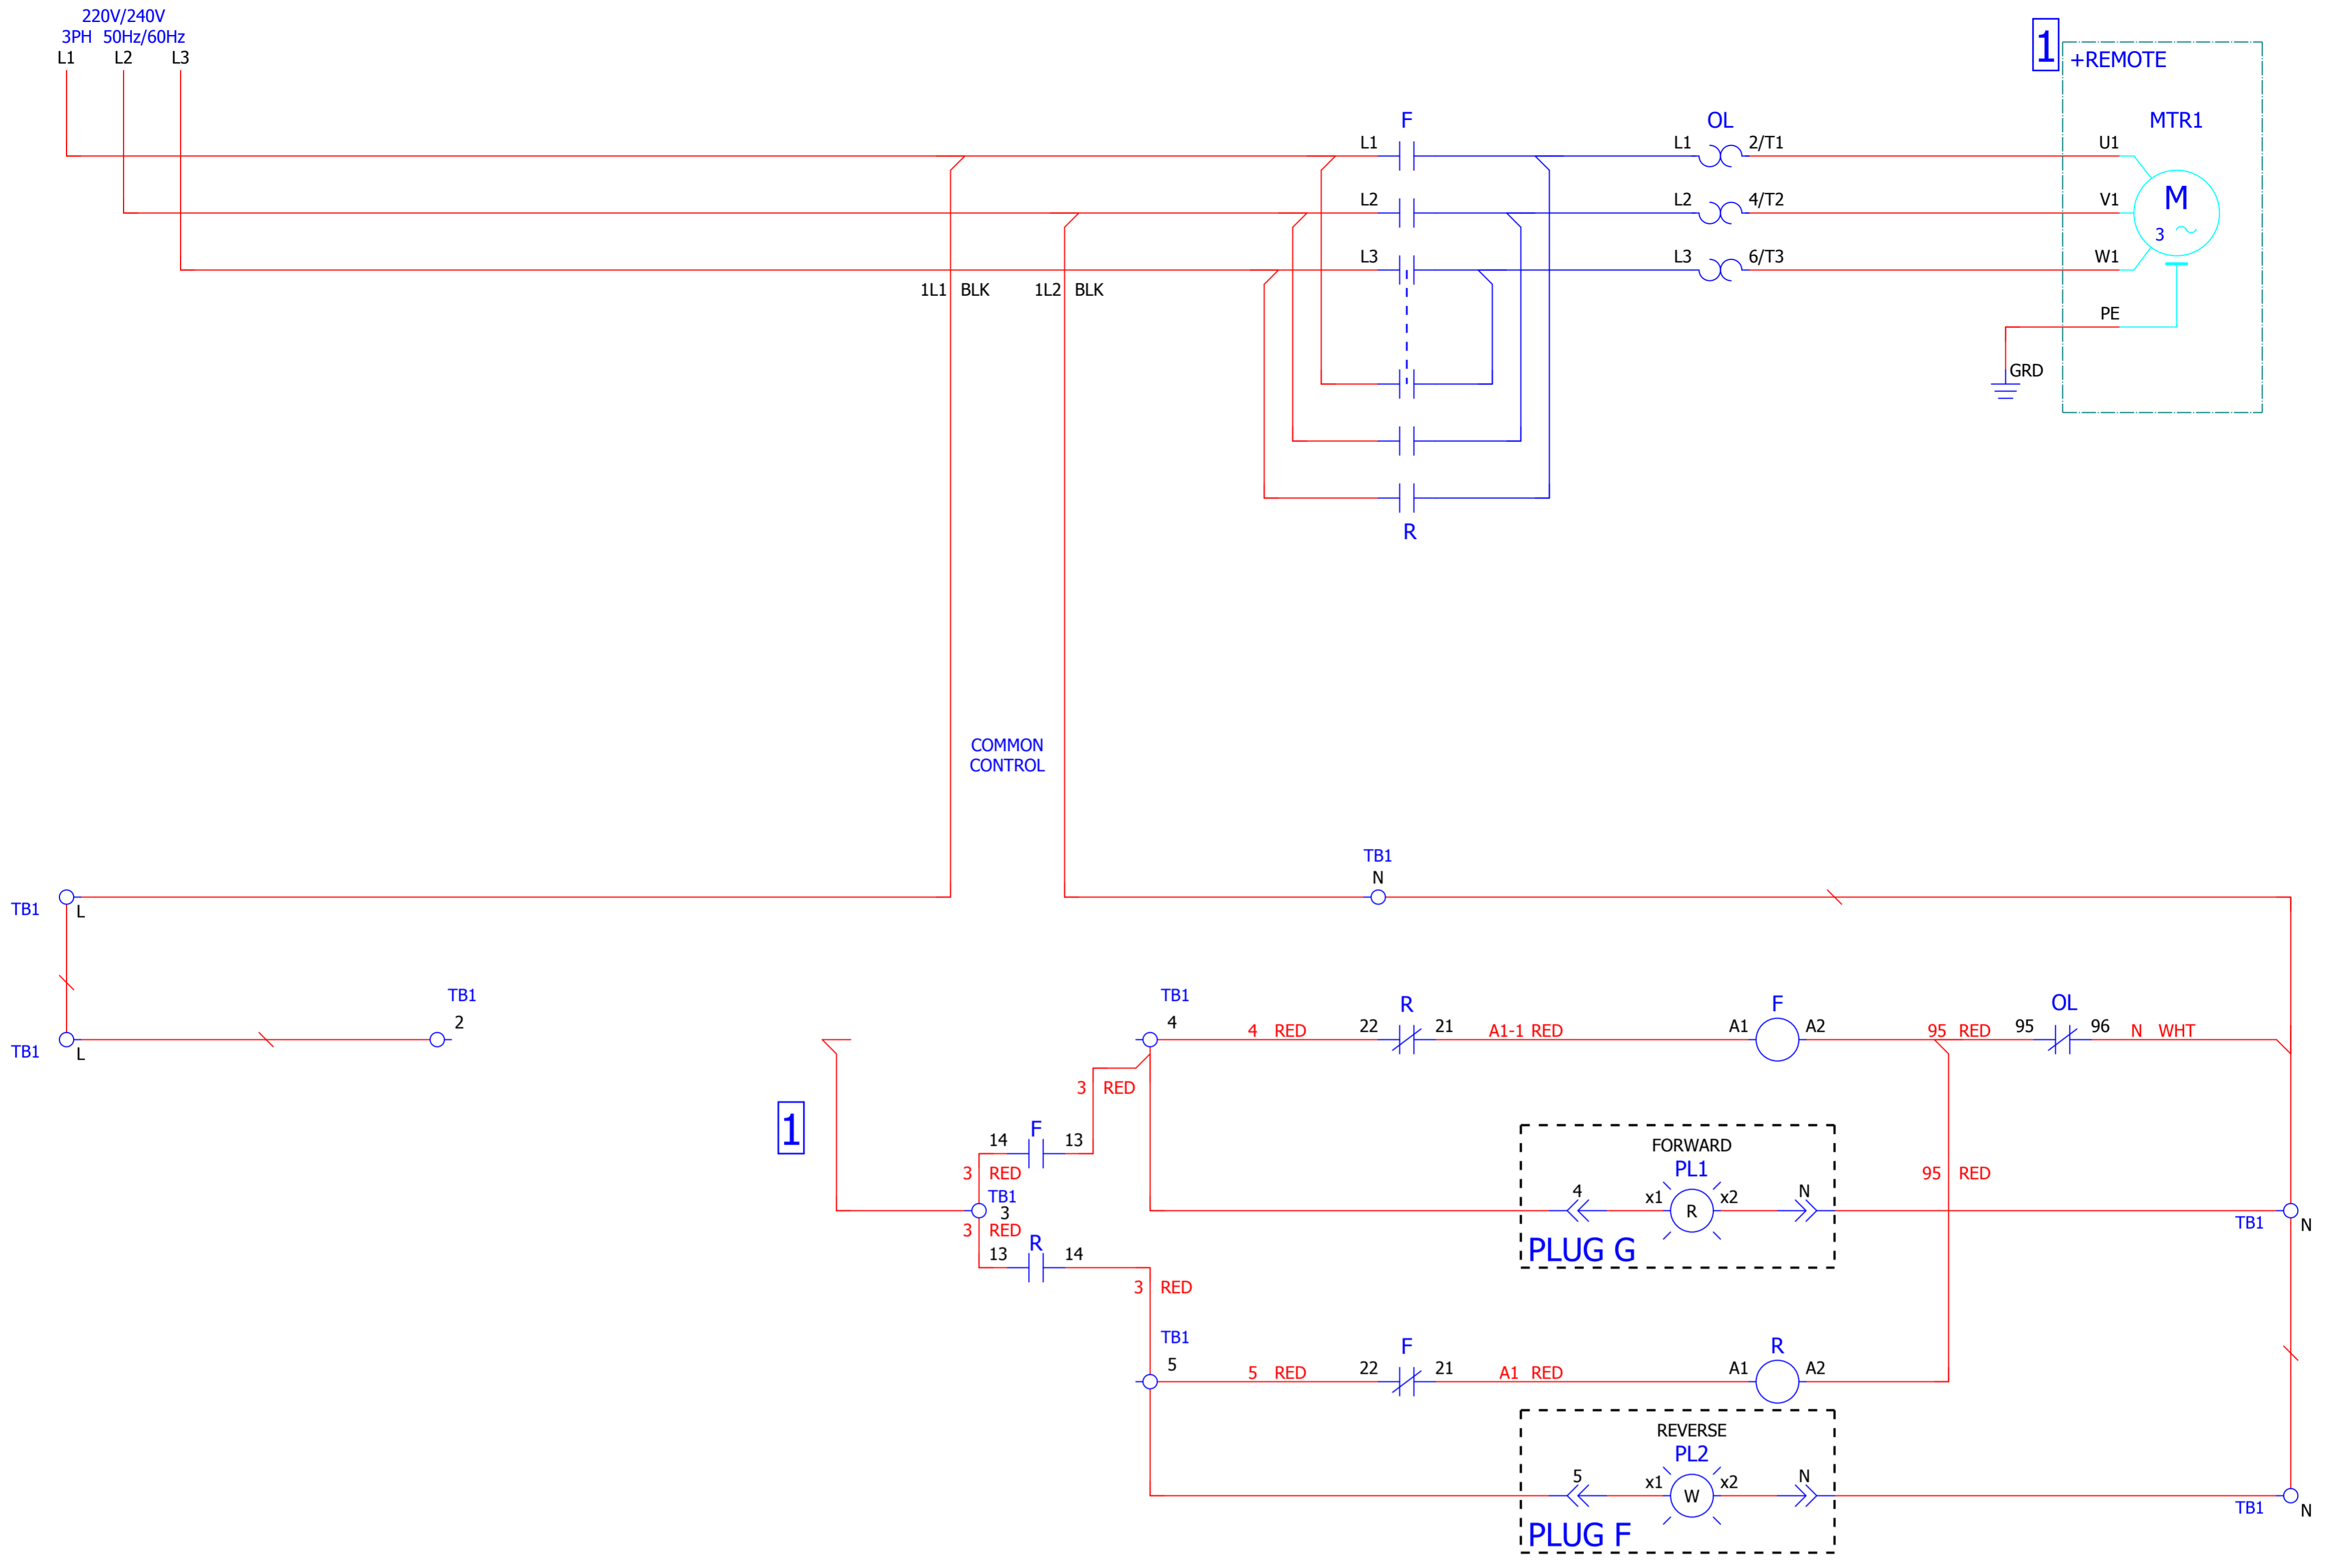 220V/240V
3PH 50Hz/60Hz
L1 L2 L3
1 +REMOTE
F OL MTR1
L1 L1 2/T1 U1
L2 L2 4/T2 V1
M
3
L3 L3 6/T3 W1
1L1 BLK 1L2 BLK
PE
GRD
R
COMMON
CONTROL
TB1
N
TB1 L
TB1 TB1 R F OL
2 4 4 RED 22 21 A1-1 RED A1 A2 95 RED 95 96 N WHT
TB1 L
3 RED
1 F
14 13 FORWARD
3 RED PL1 95 RED
TB1 4 x1 x2 N
3 R TB1 N
3 RED
R PLUG G
13 14
3 RED
TB1 F R
5 5 RED 22 21 A1 RED A1 A2
REVERSE
PL2
5 x1 x2 N
W TB1 N
PLUG F